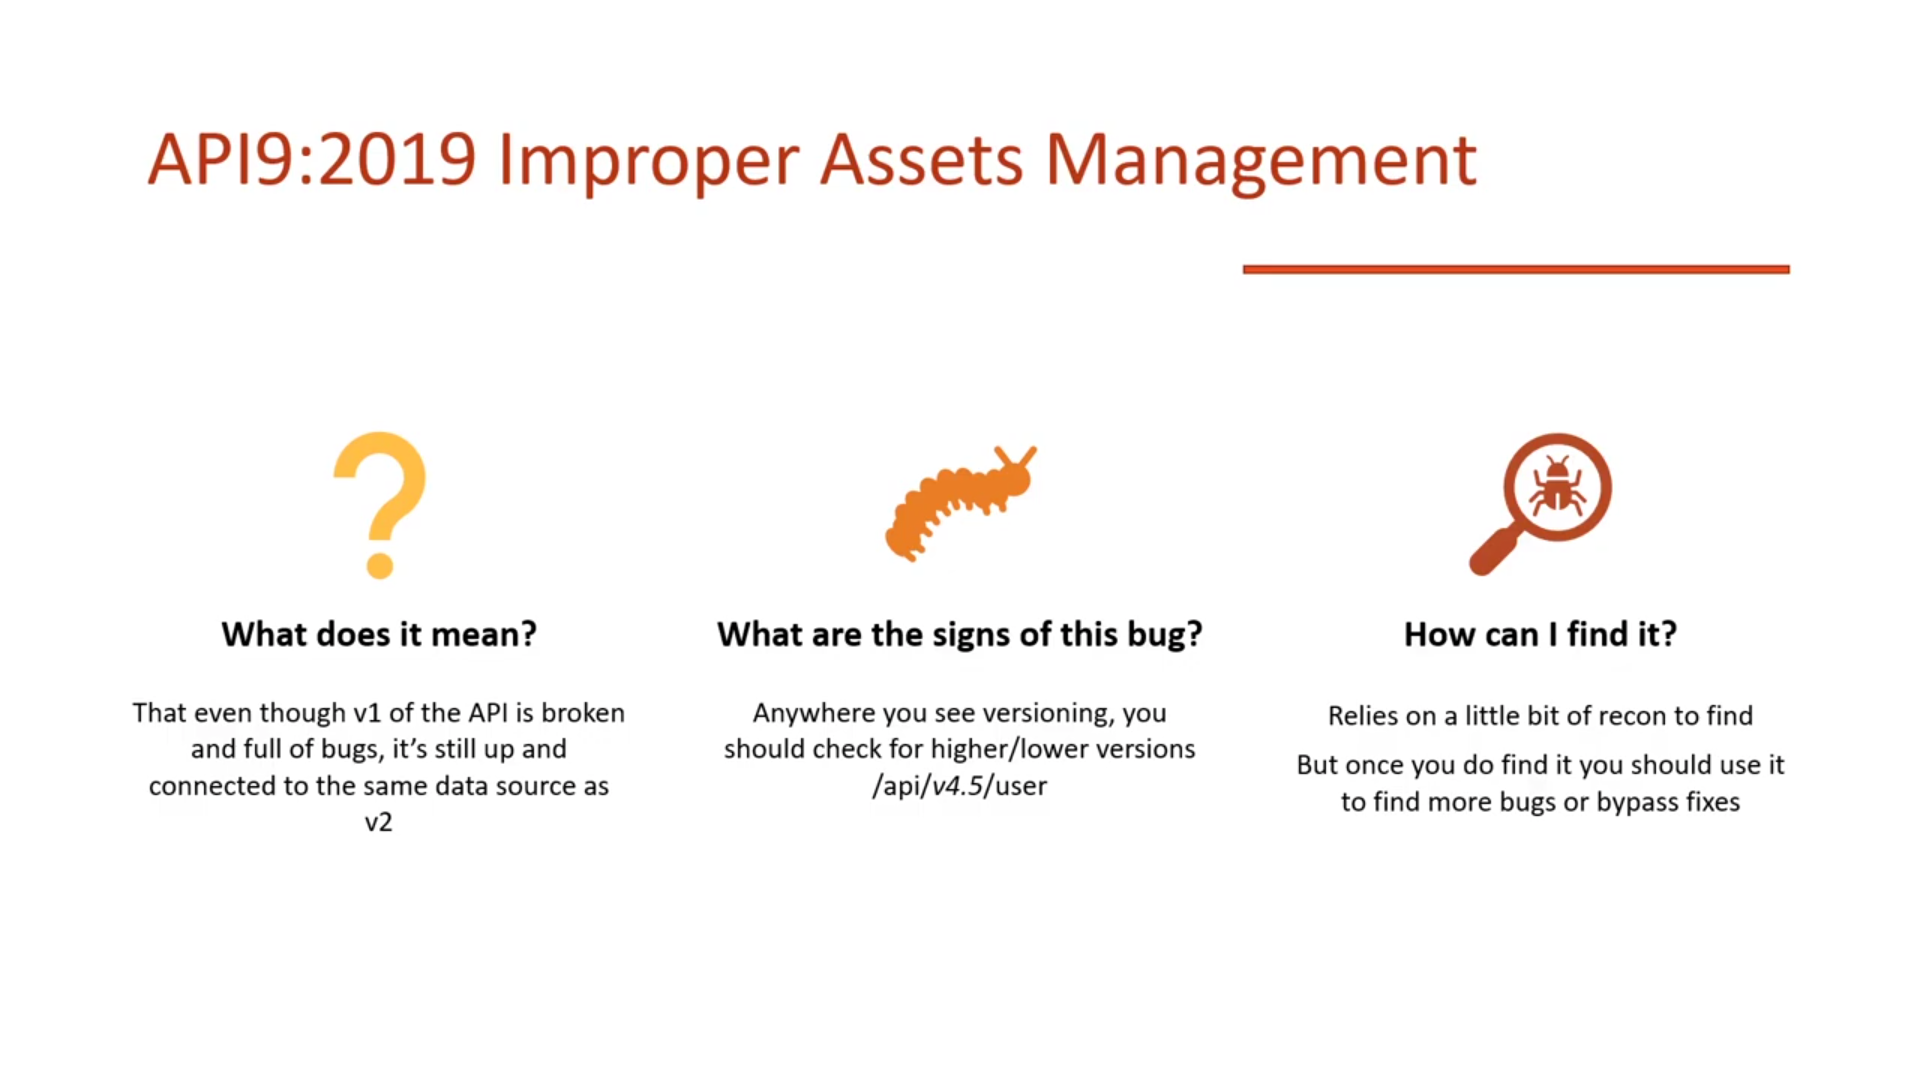 API9:2019 Improper Assets Management
What does it mean?
That even though v1 of the API is broken
and full of bugs, it’s still up and
connected to the same data source as
v2
What are the signs of this bug?
Anywhere you see versioning, you
should check for higher/lower versions
/api/v4.5/user
How can I find it?
Relies on a little bit of recon to find
But once you do find it you should use it
to find more bugs or bypass fixes